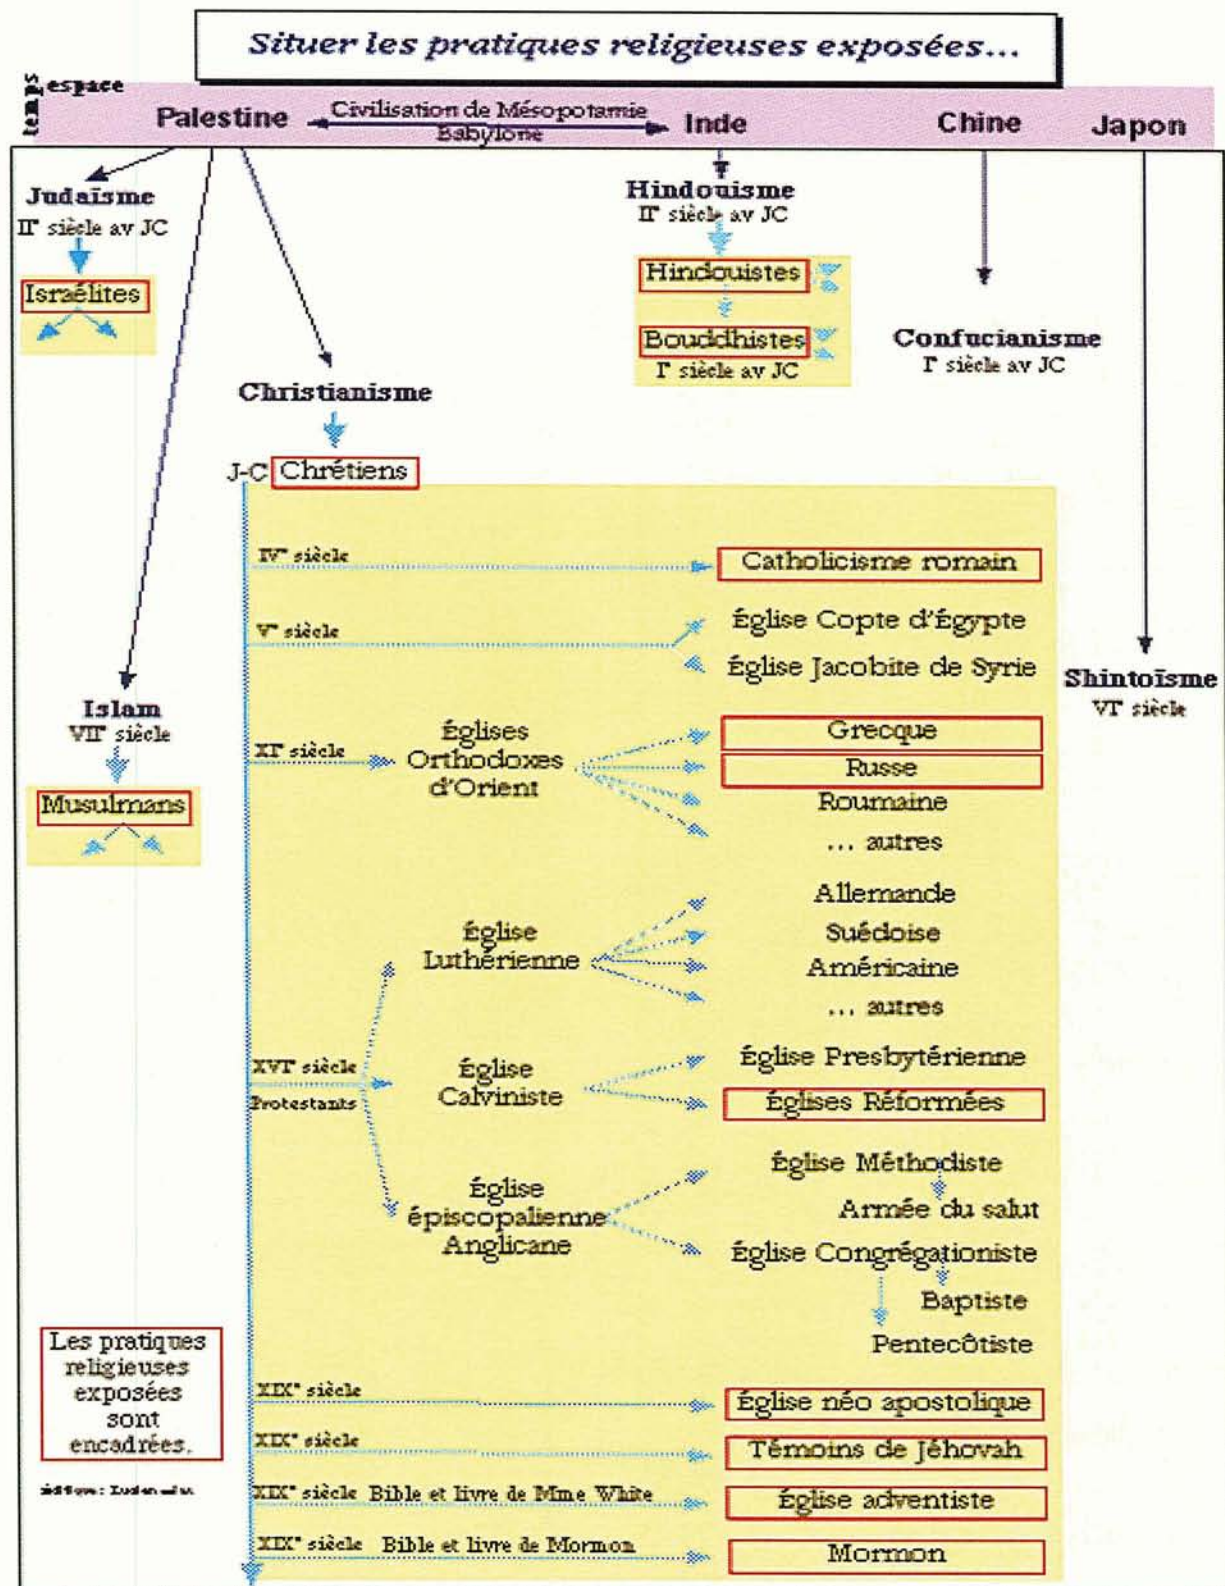 Situer les pratiques religieuses exposées...
temps
espace
Palestine
Civilisation de Mésopotamie
Babylone
Inde
Chine
Japon
Judaïsme
II° siècle av JC
Israélites
Hindouisme
II° siècle av JC
Hindouistes
Bouddhistes
I° siècle av JC
Confucianisme
I° siècle av JC
Christianisme
J-C Chrétiens
IV° siècle
Catholicisme romain
V° siècle
Église Copte d'Égypte
Église Jacobite de Syrie
Shintoïsme
VI° siècle
Islam
VII° siècle
Musulmans
XI° siècle
Églises
Orthodoxes
d'Orient
Grecque
Russe
Roumaine
... autres
Église
Luthérienne
Allemande
Suédoise
Américaine
... autres
XVI° siècle
Protestants
Église
Calviniste
Église Presbytérienne
Églises Réformées
Église
épiscopalienne
Anglicane
Église Méthodiste
Armée du salut
Église Congrégationiste
Baptiste
Pentecôtiste
Les pratiques
religieuses
exposées
sont
encadrées.
XIX° siècle
Église néo apostolique
XIX° siècle
Témoins de Jéhovah
XIX° siècle Bible et livre de Mme White
Église adventiste
XIX° siècle Bible et livre de Mormon
Mormon